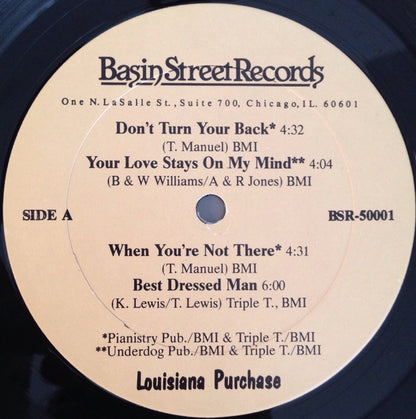 Basin Street Records
One N. LaSalle St., Suite 700, Chicago, IL. 60601
Don't Turn Your Back* 4:32
(T. Manuel) BMI
Your Love Stays On My Mind** 4:04
(B & W Williams/A & R Jones) BMI
SIDE A BSR-50001
When You're Not There* 4:31
(T. Manuel) BMI
Best Dressed Man 6:00
(K. Lewis/T. Lewis) Triple T., BMI
*Pianistry Pub./BMI & Triple T./BMI
**Underdog Pub./BMI & Triple T./BMI
Louisiana Purchase